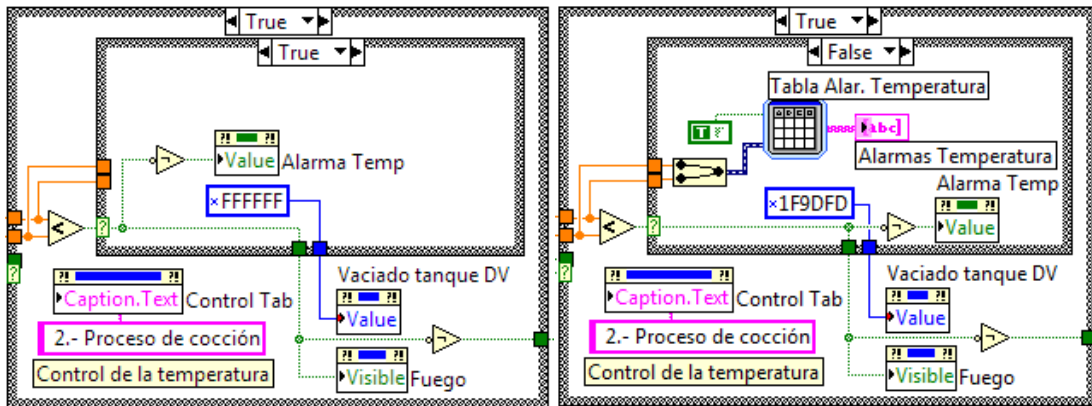 True
True
?!
?!
Value
Alarma Temp
×FFFFFF
<
?
?
?!
?!
Caption.Text
Control Tab
2.- Proceso de cocción
Control de la temperatura
Vaciado tanque DV
?!
?!
Value
?!
?!
Visible
Fuego
True
False
Tabla Alar. Temperatura
T
abc
Alarmas Temperatura
Alarma Temp
×1F9DFD
?!
?!
Value
<
?
?
?!
?!
Caption.Text
Control Tab
2.- Proceso de cocción
Control de la temperatura
Vaciado tanque DV
?!
?!
Value
?!
?!
Visible
Fuego